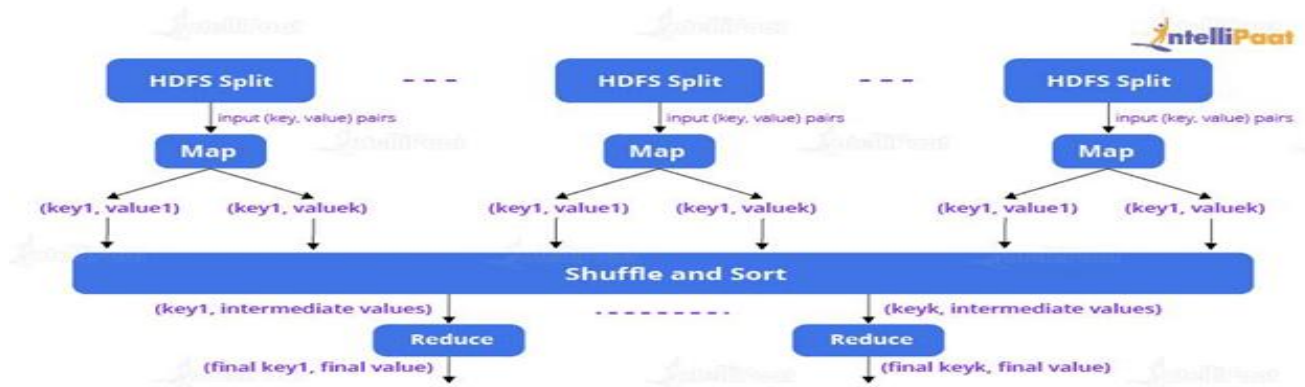 IntelliPaat
HDFS Split HDFS Split HDFS Split
input (key, value) pairs input (key, value) pairs input (key, value) pairs
Map Map Map
(key1, value1) (key1, valuek) (key1, value1) (key1, valuek) (key1, value1) (key1, valuek)
Shuffle and Sort
(key1, intermediate values) (keyk, intermediate values)
Reduce Reduce
(final key1, final value) (final keyk, final value)